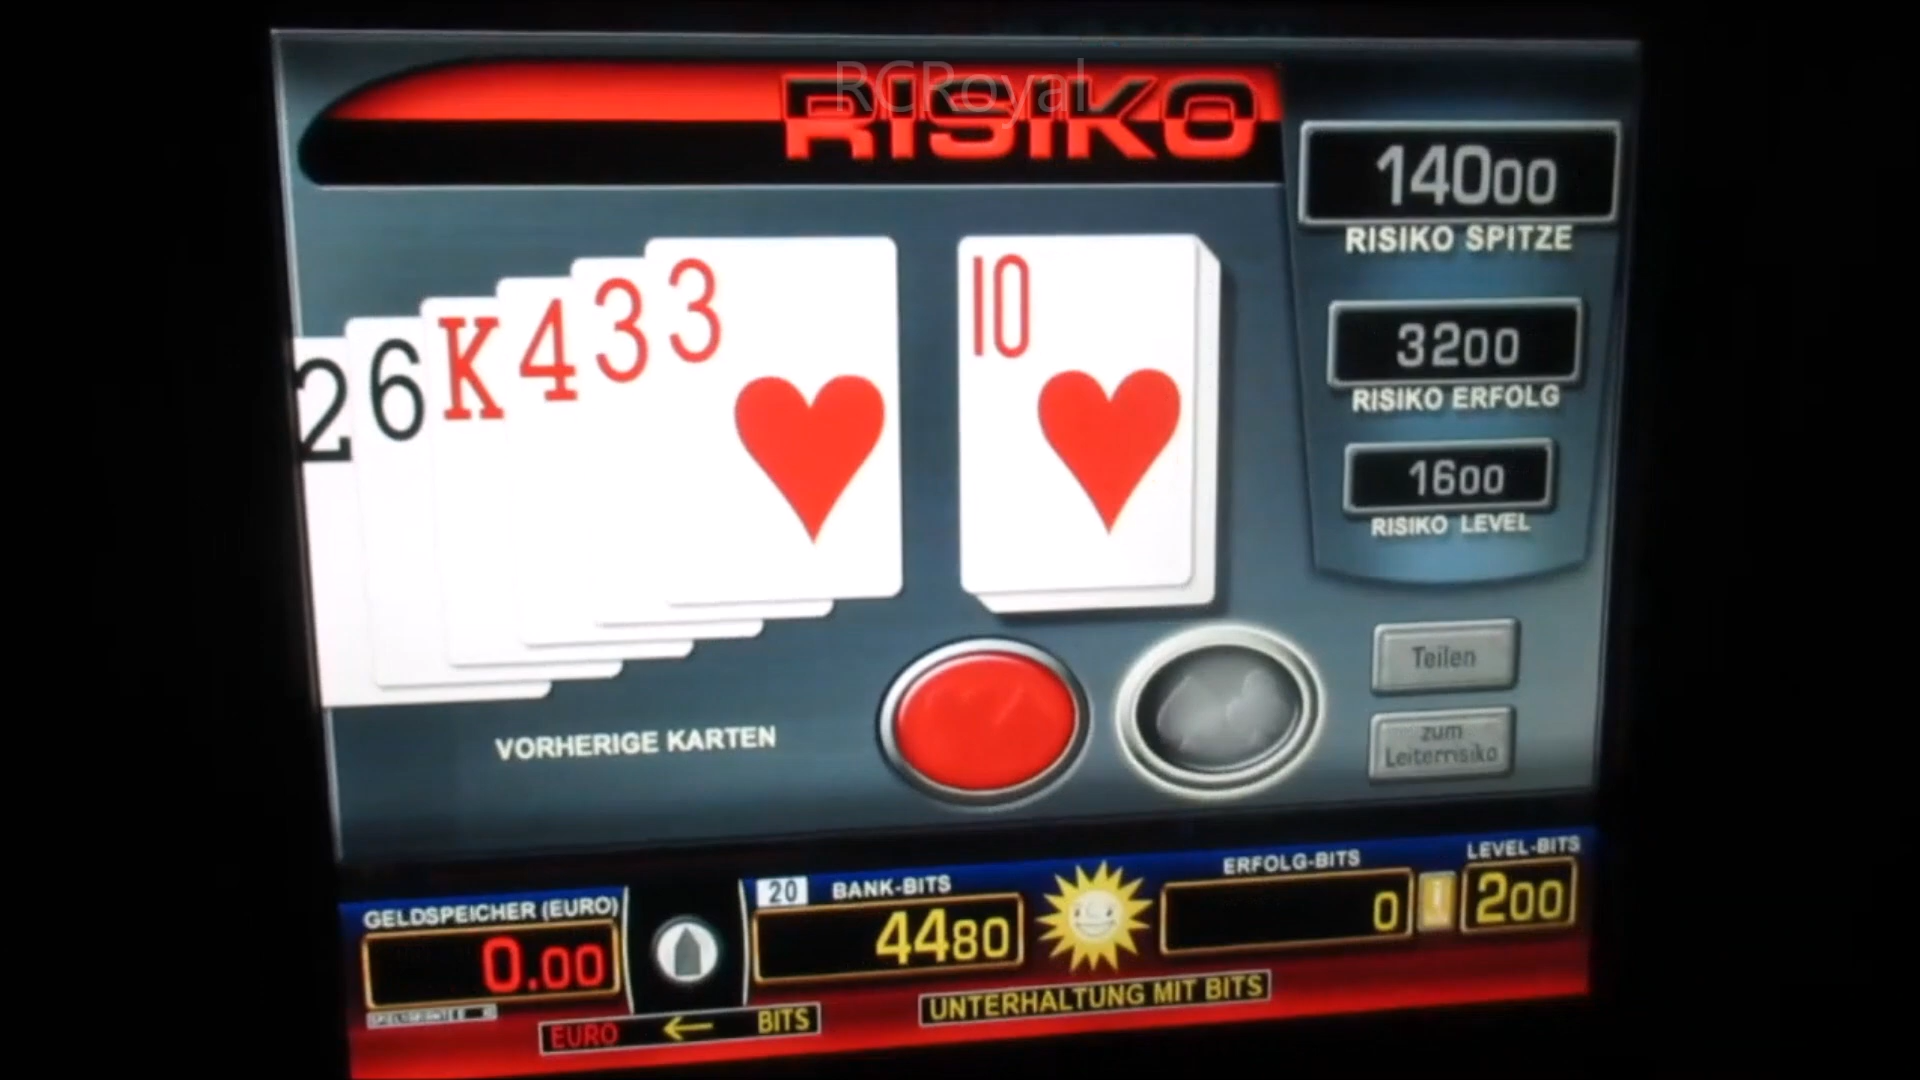 RISIKO
RCRoyal
14000
RISIKO SPITZE
3200
RISIKO ERFOLG
1600
RISIKO LEVEL
2 6 K 4 3 3
10
VORHERIGE KARTEN
Teilen
zum
Leiterrisiko
GELDSPEICHER (EURO)
0.00
20 BANK-BITS
4480
ERFOLG-BITS
0
LEVEL-BITS
200
EURO ← BITS
UNTERHALTUNG MIT BITS